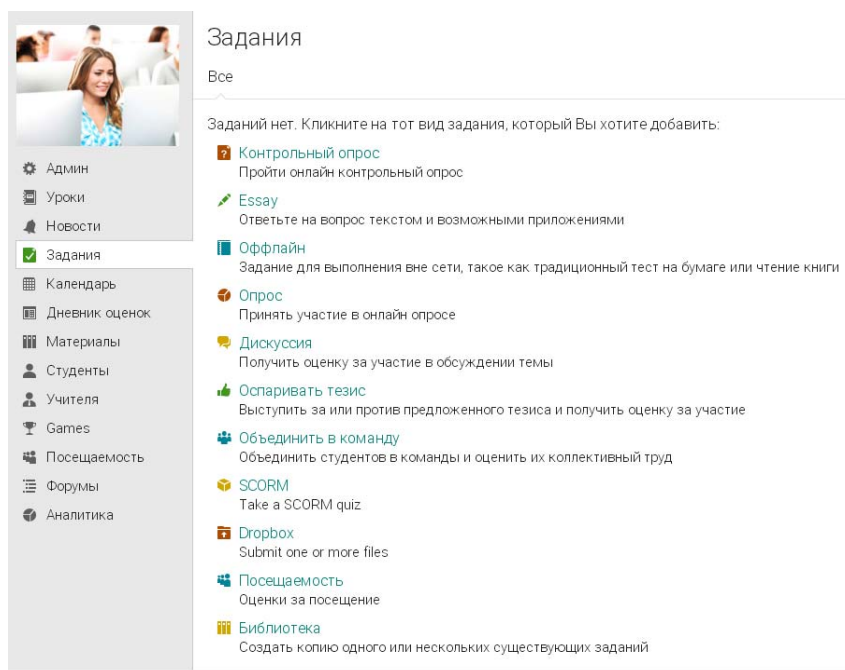 Админ
Уроки
Новости
Задания
Календарь
Дневник оценок
Материалы
Студенты
Учителя
Games
Посещаемость
Форумы
Аналитика
Задания
Все
Заданий нет. Кликните на тот вид задания, который Вы хотите добавить:
Контрольный опрос
Пройти онлайн контрольный опрос
Essay
Ответьте на вопрос текстом и возможными приложениями
Оффлайн
Задание для выполнения вне сети, такое как традиционный тест на бумаге или чтение книги
Опрос
Принять участие в онлайн опросе
Дискуссия
Получить оценку за участие в обсуждении темы
Оспаривать тезис
Выступить за или против предложенного тезиса и получить оценку за участие
Объединить в команду
Объединить студентов в команды и оценить их коллективный труд
SCORM
Take a SCORM quiz
Dropbox
Submit one or more files
Посещаемость
Оценки за посещение
Библиотека
Создать копию одного или нескольких существующих заданий